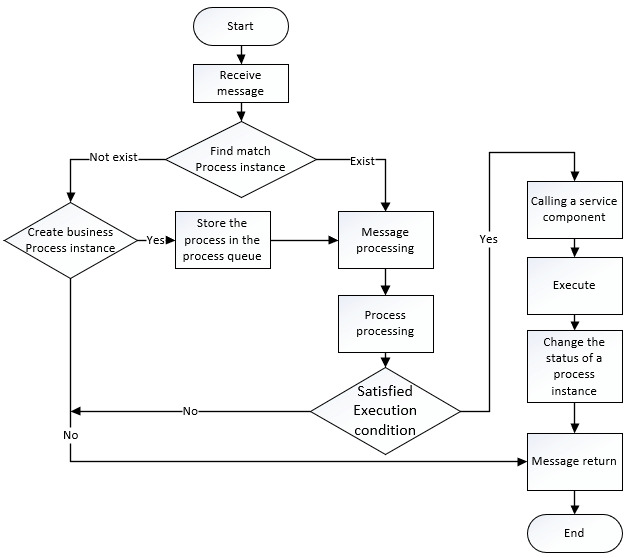 Start
Receive
message
Find match
Process instance
Not exist
Exist
Create business
Process instance
Yes
Store the
process in the
process queue
Message
processing
Process
processing
Satisfied
Execution
condition
No
No
Yes
Calling a service
component
Execute
Change the
status of a
process
instance
Message return
End